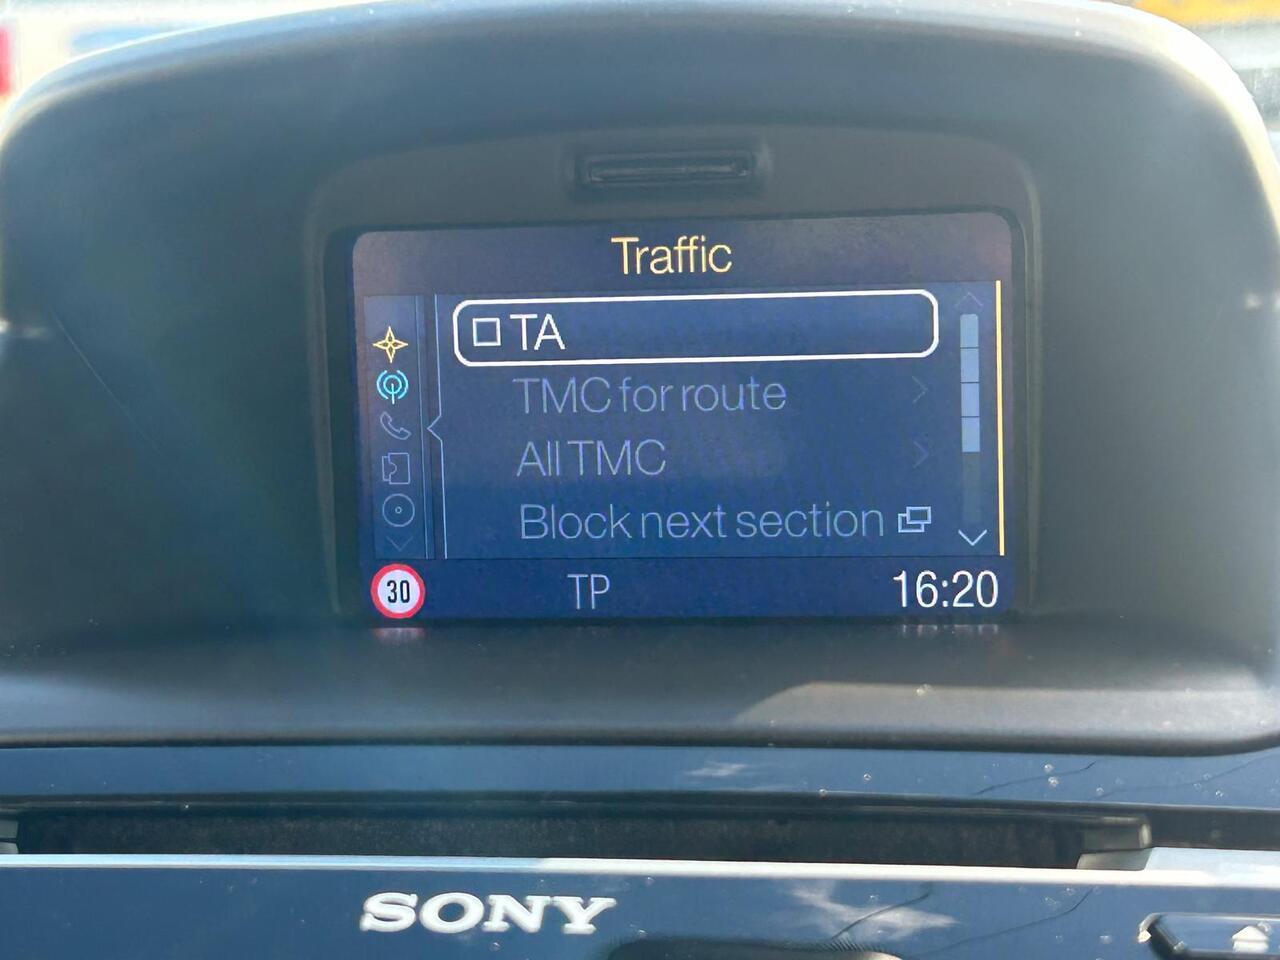 Traffic
TA
TMC for route
All TMC
Block next section
30 TP 16:20
SONY